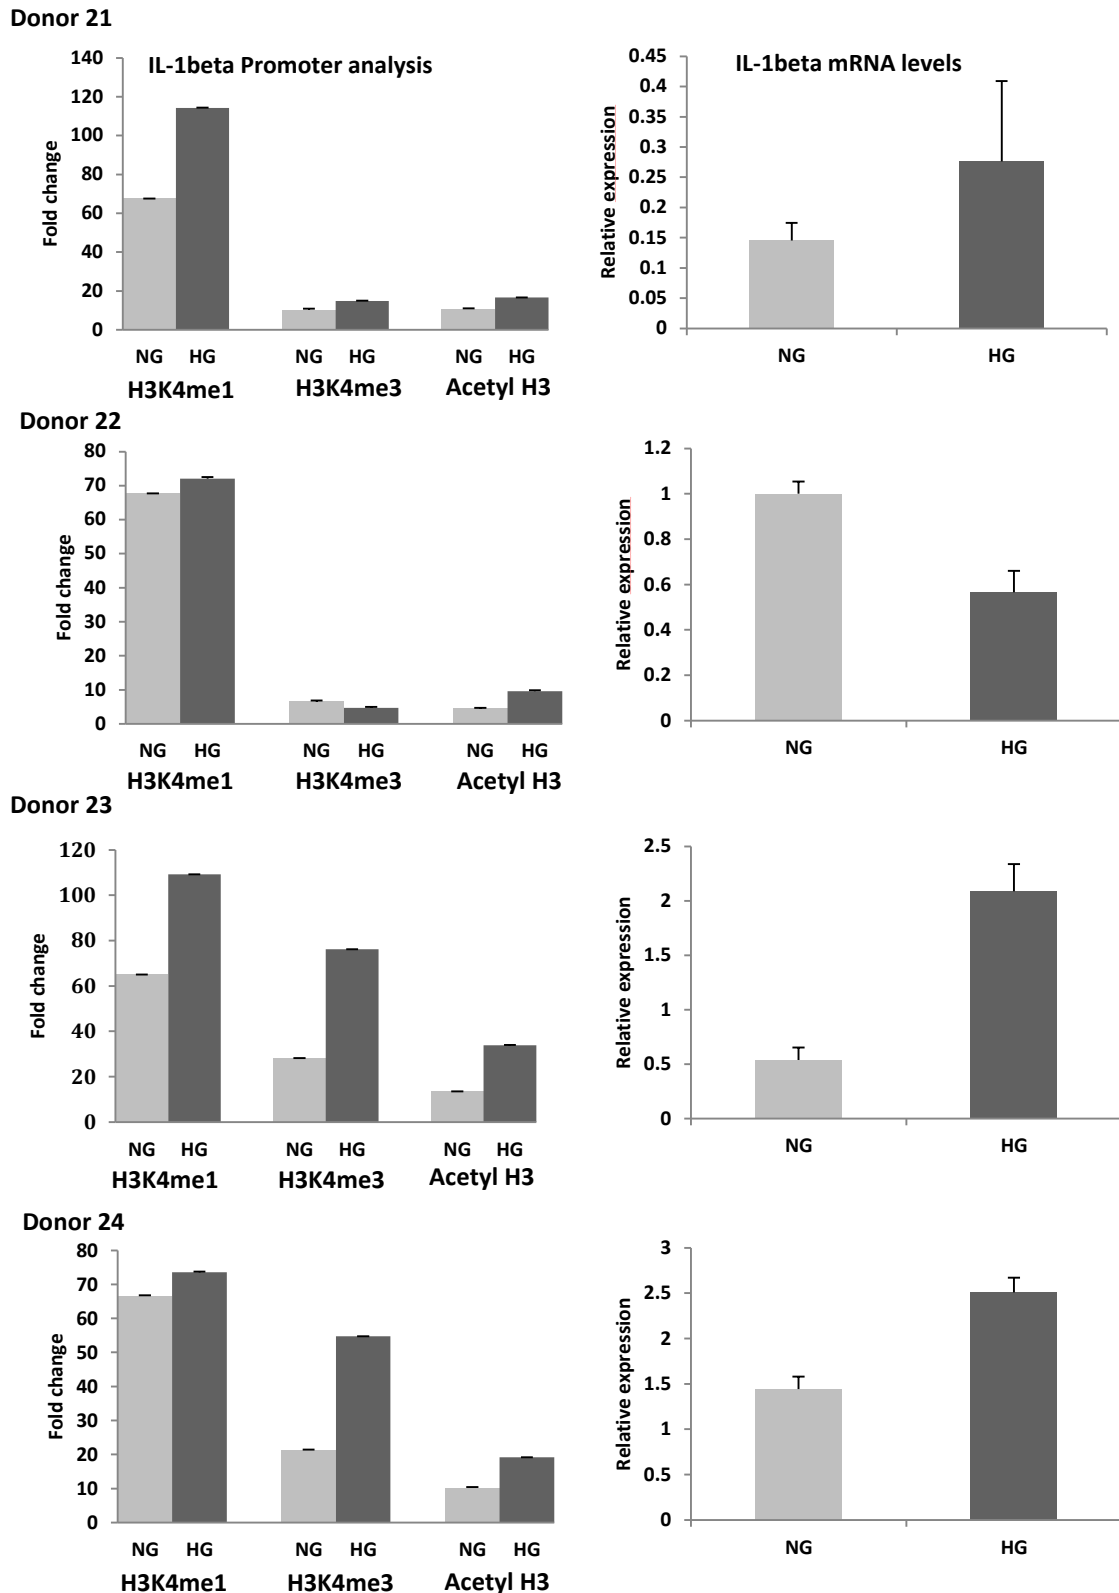 Donor 21
IL-1beta Promoter analysis
Fold change
140
120
100
80
60
40
20
0
NG HG NG HG NG HG
H3K4me1 H3K4me3 Acetyl H3
IL-1beta mRNA levels
Relative expression
0.45
0.4
0.35
0.3
0.25
0.2
0.15
0.1
0.05
0
NG HG
Donor 22
Fold change
80
70
60
50
40
30
20
10
0
NG HG NG HG NG HG
H3K4me1 H3K4me3 Acetyl H3
Relative expression
1.2
1
0.8
0.6
0.4
0.2
0
NG HG
Donor 23
Fold change
120
100
80
60
40
20
0
NG HG NG HG NG HG
H3K4me1 H3K4me3 Acetyl H3
Relative expression
2.5
2
1.5
1
0.5
0
NG HG
Donor 24
Fold change
80
70
60
50
40
30
20
10
0
NG HG NG HG NG HG
H3K4me1 H3K4me3 Acetyl H3
Relative expression
3
2.5
2
1.5
1
0.5
0
NG HG